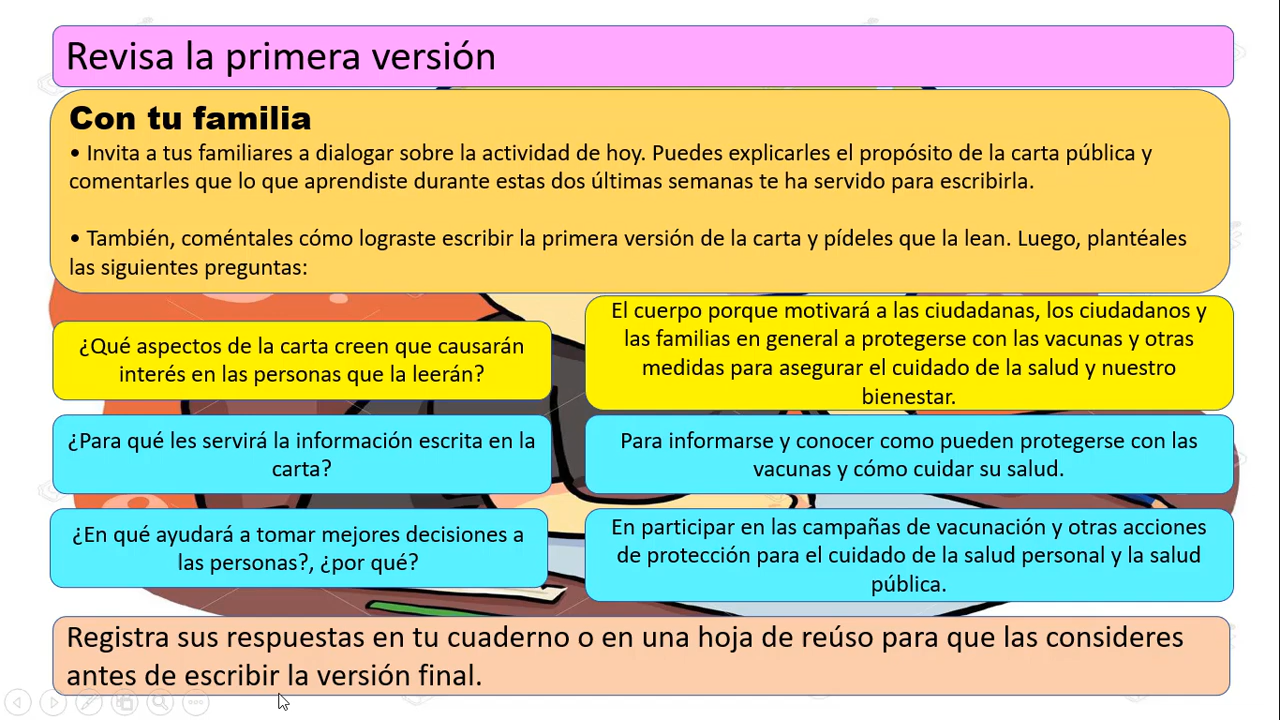 Revisa la primera versión
Con tu familia
• Invita a tus familiares a dialogar sobre la actividad de hoy. Puedes explicarles el propósito de la carta pública y
comentarles que lo que aprendiste durante estas dos últimas semanas te ha servido para escribirla.
• También, coméntales cómo lograste escribir la primera versión de la carta y pídeles que la lean. Luego, plantéales
las siguientes preguntas:
¿Qué aspectos de la carta creen que causarán
interés en las personas que la leerán?
El cuerpo porque motivará a las ciudadanas, los ciudadanos y
las familias en general a protegerse con las vacunas y otras
medidas para asegurar el cuidado de la salud y nuestro
bienestar.
¿Para qué les servirá la información escrita en la
carta?
Para informarse y conocer como pueden protegerse con las
vacunas y cómo cuidar su salud.
¿En qué ayudará a tomar mejores decisiones a
las personas?, ¿por qué?
En participar en las campañas de vacunación y otras acciones
de protección para el cuidado de la salud personal y la salud
pública.
Registra sus respuestas en tu cuaderno o en una hoja de reúso para que las consideres
antes de escribir la versión final.